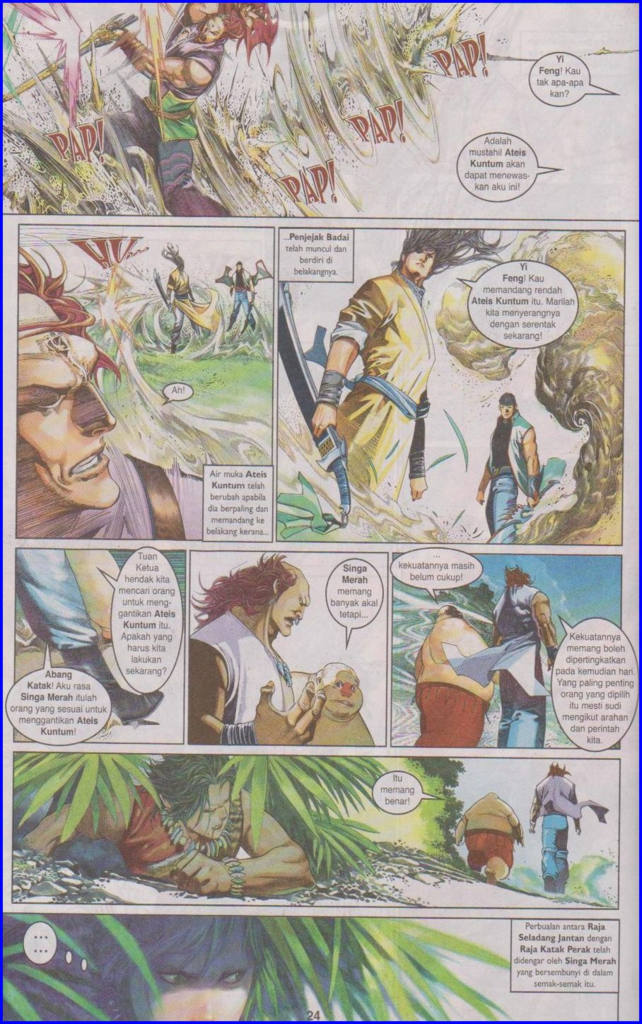 PAP!
PAP!
PAP!
PAP!
Yi
Feng! Kau
tak apa-apa
kan?
Adalah
mustahil Ateis
Kuntum akan
dapat menewas-
kan aku ini!
HU
Ah!
Air muka Ateis
Kuntum telah
berubah apabila
dia berpaling dan
memandang ke
belakang kerana...
...Penjejak Badai
telah muncul dan
berdiri di
belakangnya.
Yi
Feng! Kau
memandang rendah
Ateis Kuntum itu. Marilah
kita menyerangnya
dengan serentak
sekarang!
Tuan
Ketua
hendak kita
mencari orang
untuk meng-
gantikan Ateis
Kuntum itu.
Apakah yang
harus kita
lakukan
sekarang?
Abang
Katak! Aku rasa
Singa Merah itulah
orang yang sesuai untuk
menggantikan Ateis
Kuntum!
Singa
Merah
memang
banyak akal
tetapi...
...
kekuatannya masih
belum cukup!
Kekuatannya
memang boleh
dipertingkatkan
pada kemudian hari.
Yang paling penting
orang yang dipilih
itu mesti sudi
mengikut arahan
dan perintah
kita.
Itu
memang
benar!
...
...
Perbualan antara Raja
Seladang Jantan dengan
Raja Katak Perak telah
didengar oleh Singa Merah
yang bersembunyi di dalam
semak-semak itu.
24